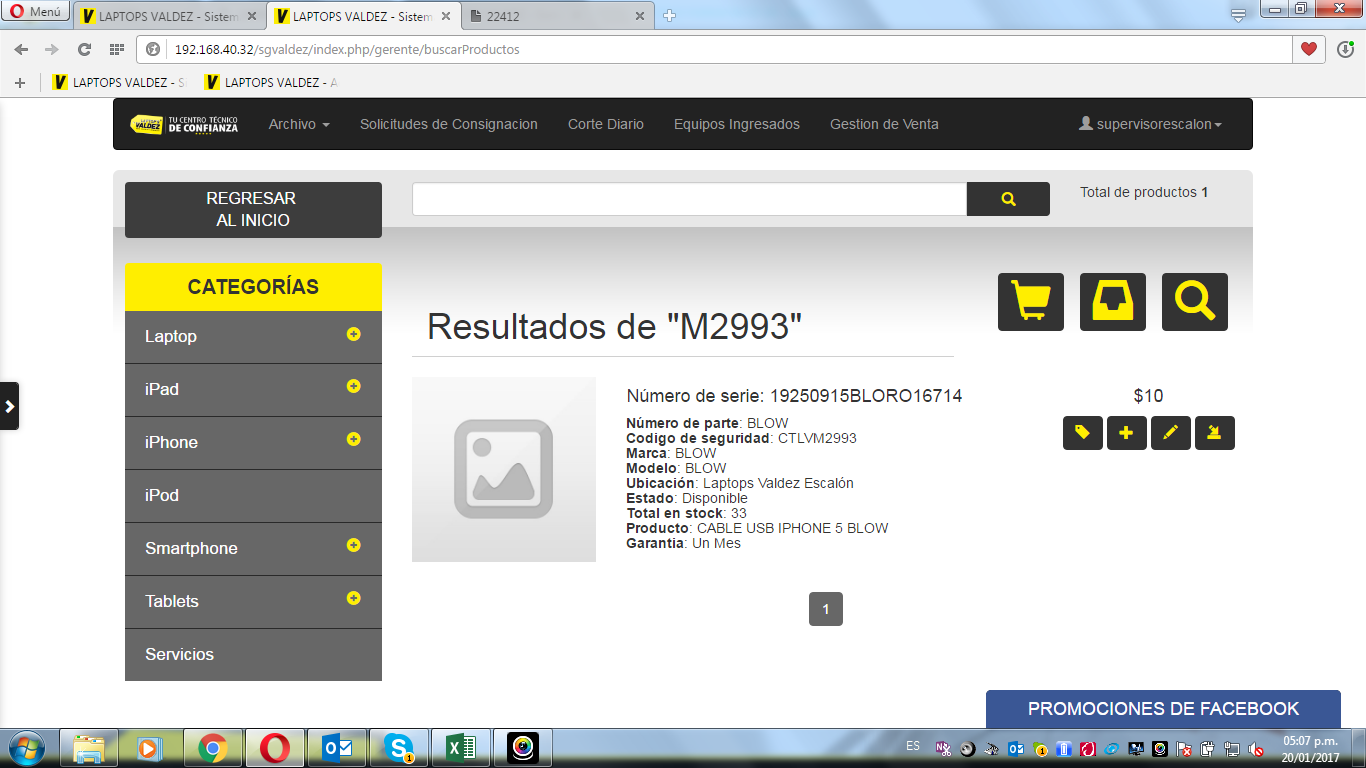 Menú
LAPTOPS VALDEZ - Sistem
LAPTOPS VALDEZ - Sistem
22412
192.168.40.32/sgvaldez/index.php/gerente/buscarProductos
LAPTOPS VALDEZ - S
LAPTOPS VALDEZ - A
LAPTOPS VALDEZ
TU CENTRO TÉCNICO
DE CONFIANZA
Archivo
Solicitudes de Consignacion
Corte Diario
Equipos Ingresados
Gestion de Venta
supervisorescalon
REGRESAR
AL INICIO
Total de productos 1
CATEGORÍAS
Laptop
iPad
iPhone
iPod
Smartphone
Tablets
Servicios
Resultados de "M2993"
Número de serie: 19250915BLORO16714
$10
Número de parte: BLOW
Codigo de seguridad: CTLVM2993
Marca: BLOW
Modelo: BLOW
Ubicación: Laptops Valdez Escalón
Estado: Disponible
Total en stock: 33
Producto: CABLE USB IPHONE 5 BLOW
Garantia: Un Mes
1
PROMOCIONES DE FACEBOOK
ES
05:07 p.m.
20/01/2017